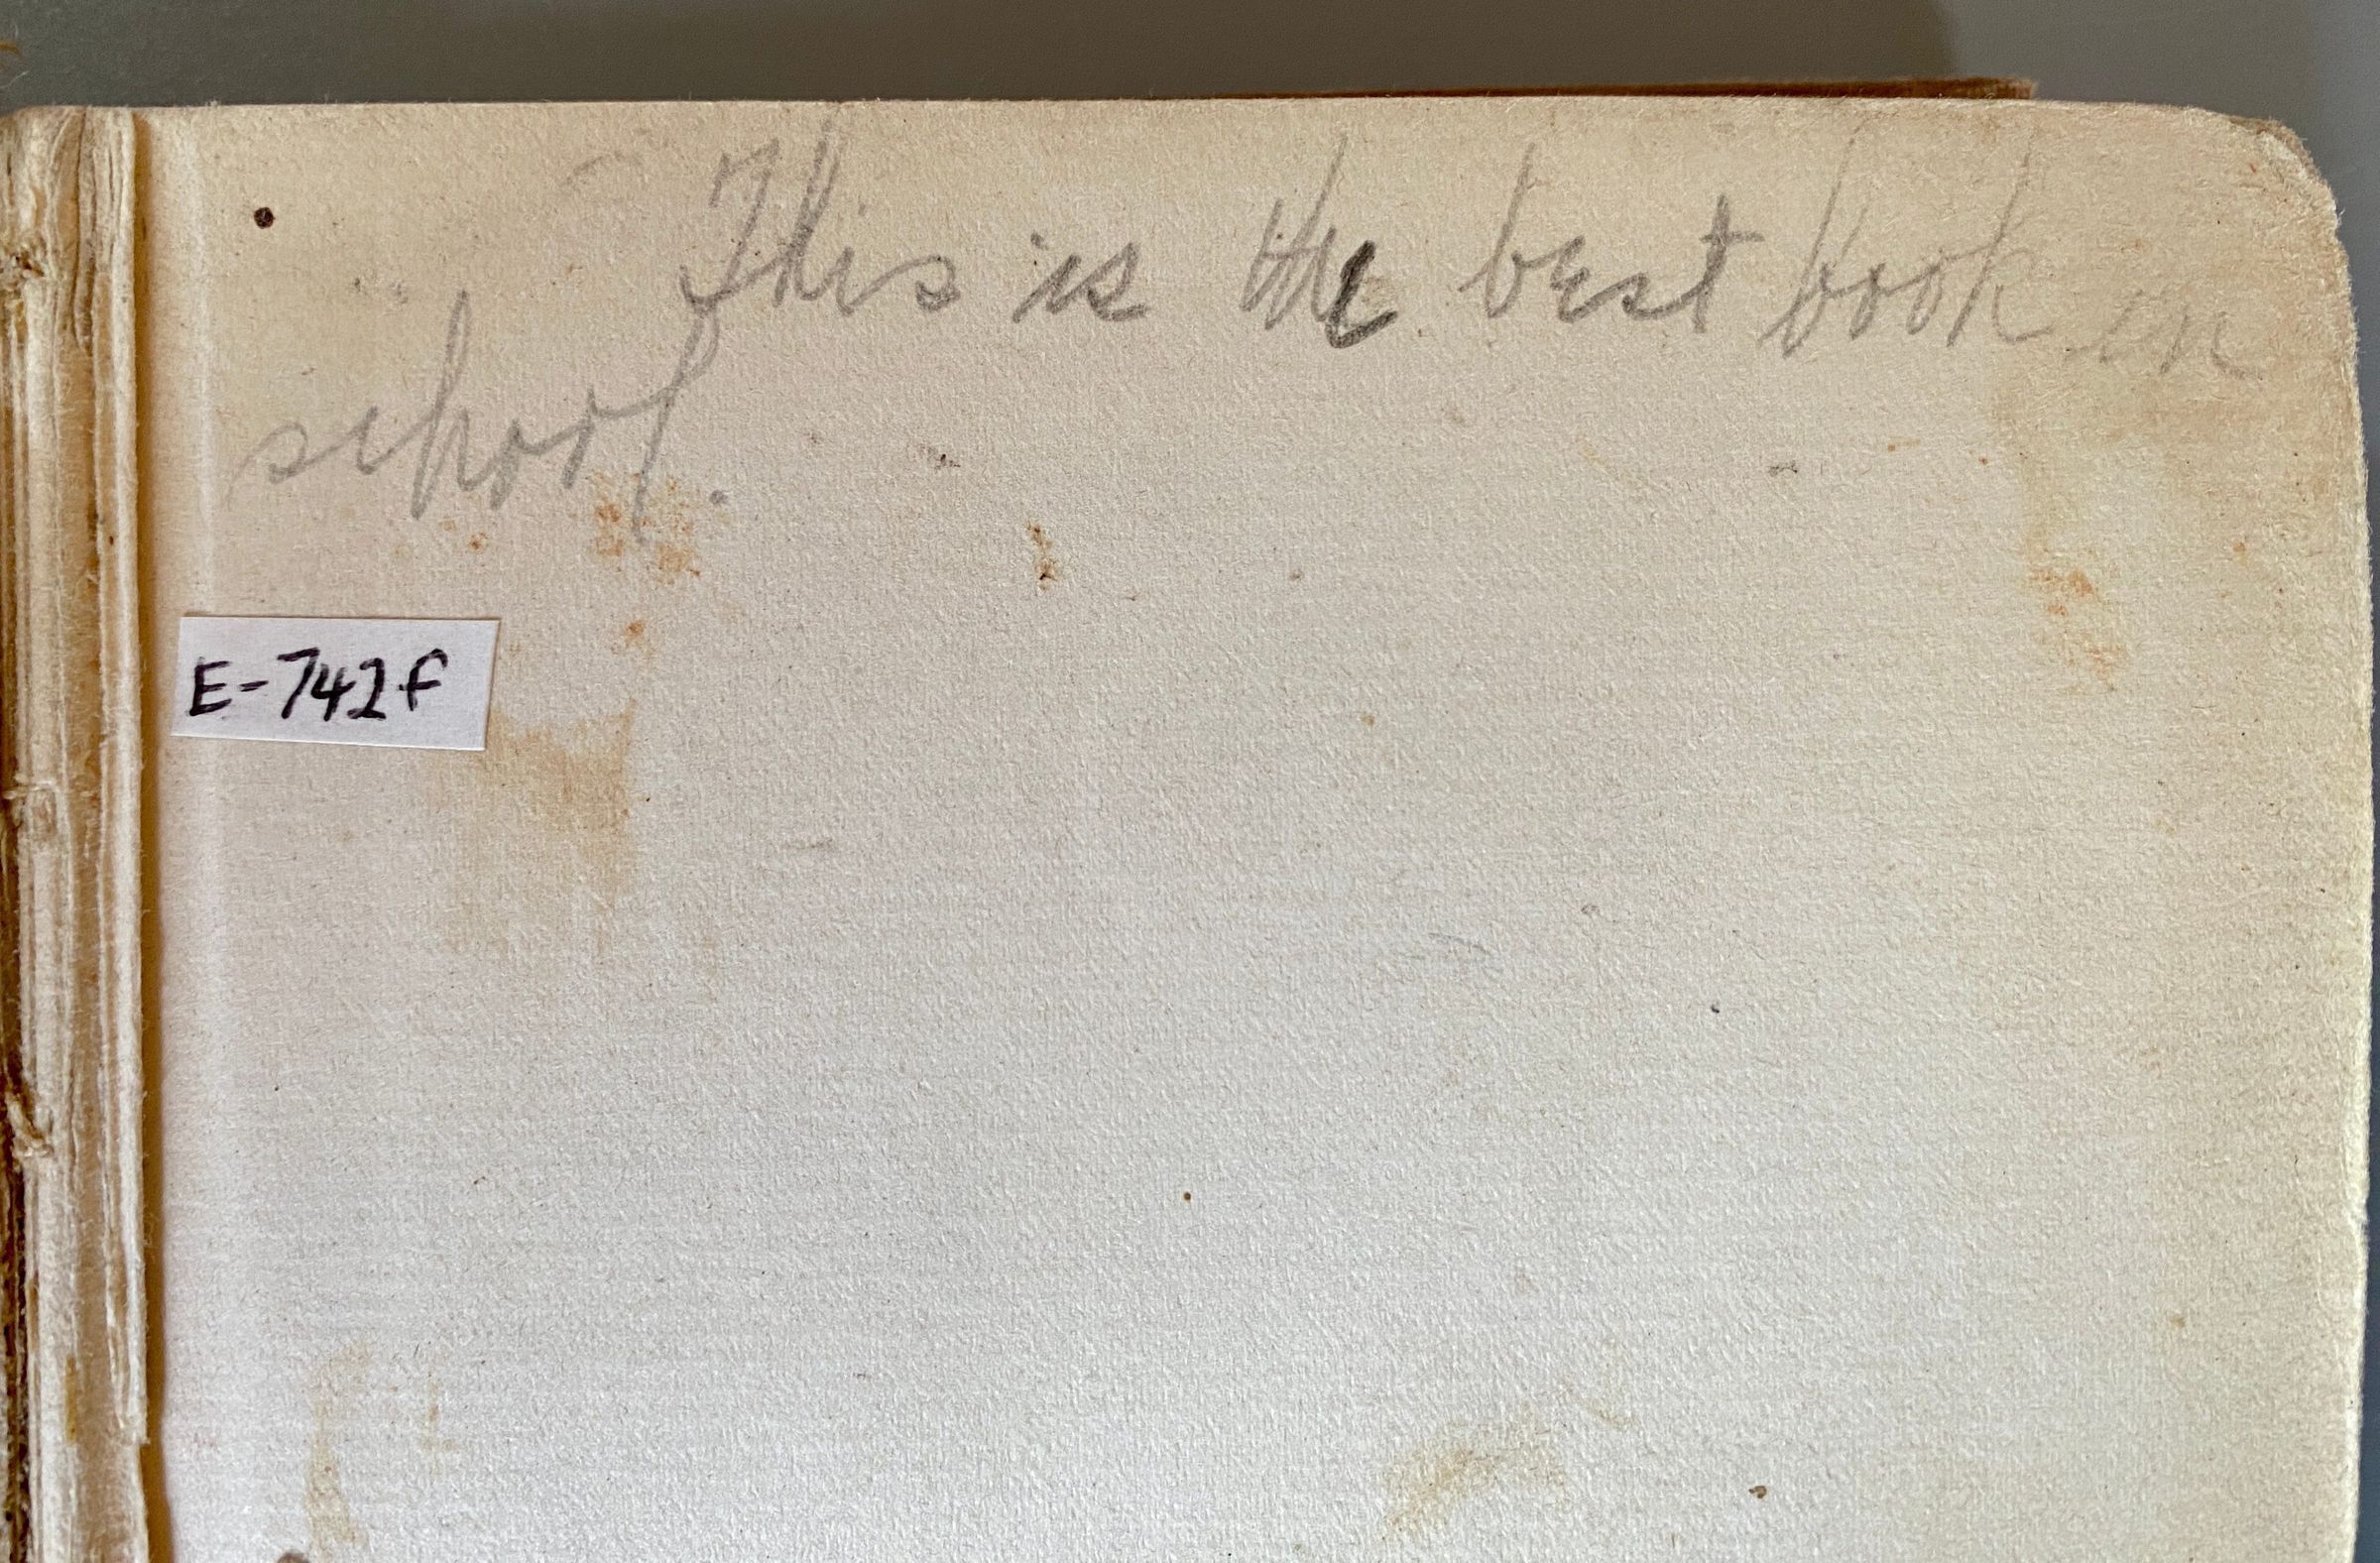 This is the best book in
school.
E-742f